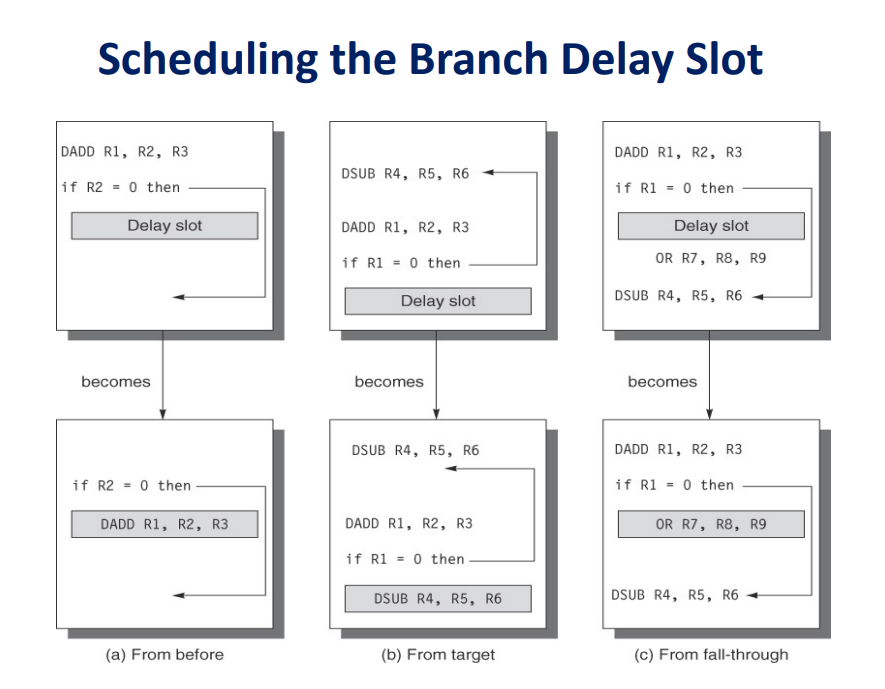 Scheduling the Branch Delay Slot
DADD R1, R2, R3
if R2 = 0 then
Delay slot
becomes
if R2 = 0 then
DADD R1, R2, R3
(a) From before
DSUB R4, R5, R6
DADD R1, R2, R3
if R1 = 0 then
Delay slot
becomes
DSUB R4, R5, R6
DADD R1, R2, R3
if R1 = 0 then
DSUB R4, R5, R6
(b) From target
DADD R1, R2, R3
if R1 = 0 then
Delay slot
OR R7, R8, R9
DSUB R4, R5, R6
becomes
DADD R1, R2, R3
if R1 = 0 then
OR R7, R8, R9
DSUB R4, R5, R6
(c) From fall-through